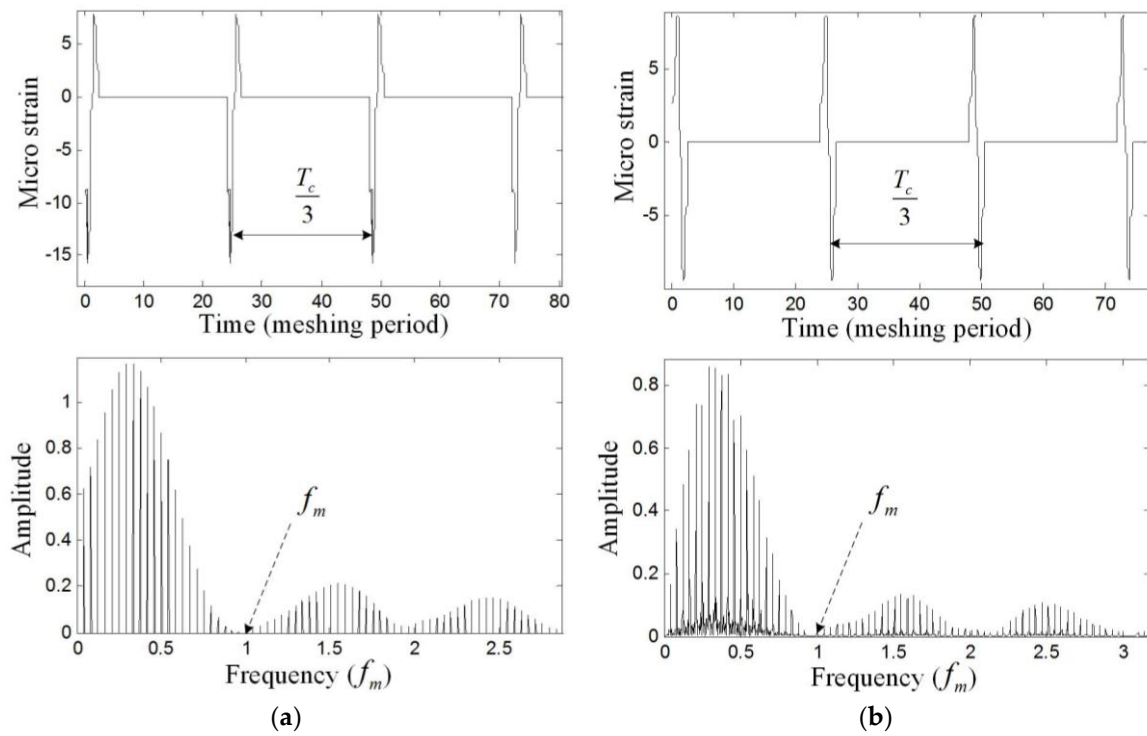 5
0
-5
-10
-15
Micro strain
T_c
3
0 10 20 30 40 50 60 70 80
Time (meshing period)
5
0
-5
Micro strain
T_c
3
0 10 20 30 40 50 60 70
Time (meshing period)
1
0.8
0.6
0.4
0.2
0
Amplitude
f_m
0 0.5 1 1.5 2 2.5
Frequency (f_m)
(a)
0.8
0.6
0.4
0.2
0
Amplitude
f_m
0 0.5 1 1.5 2 2.5 3
Frequency (f_m)
(b)